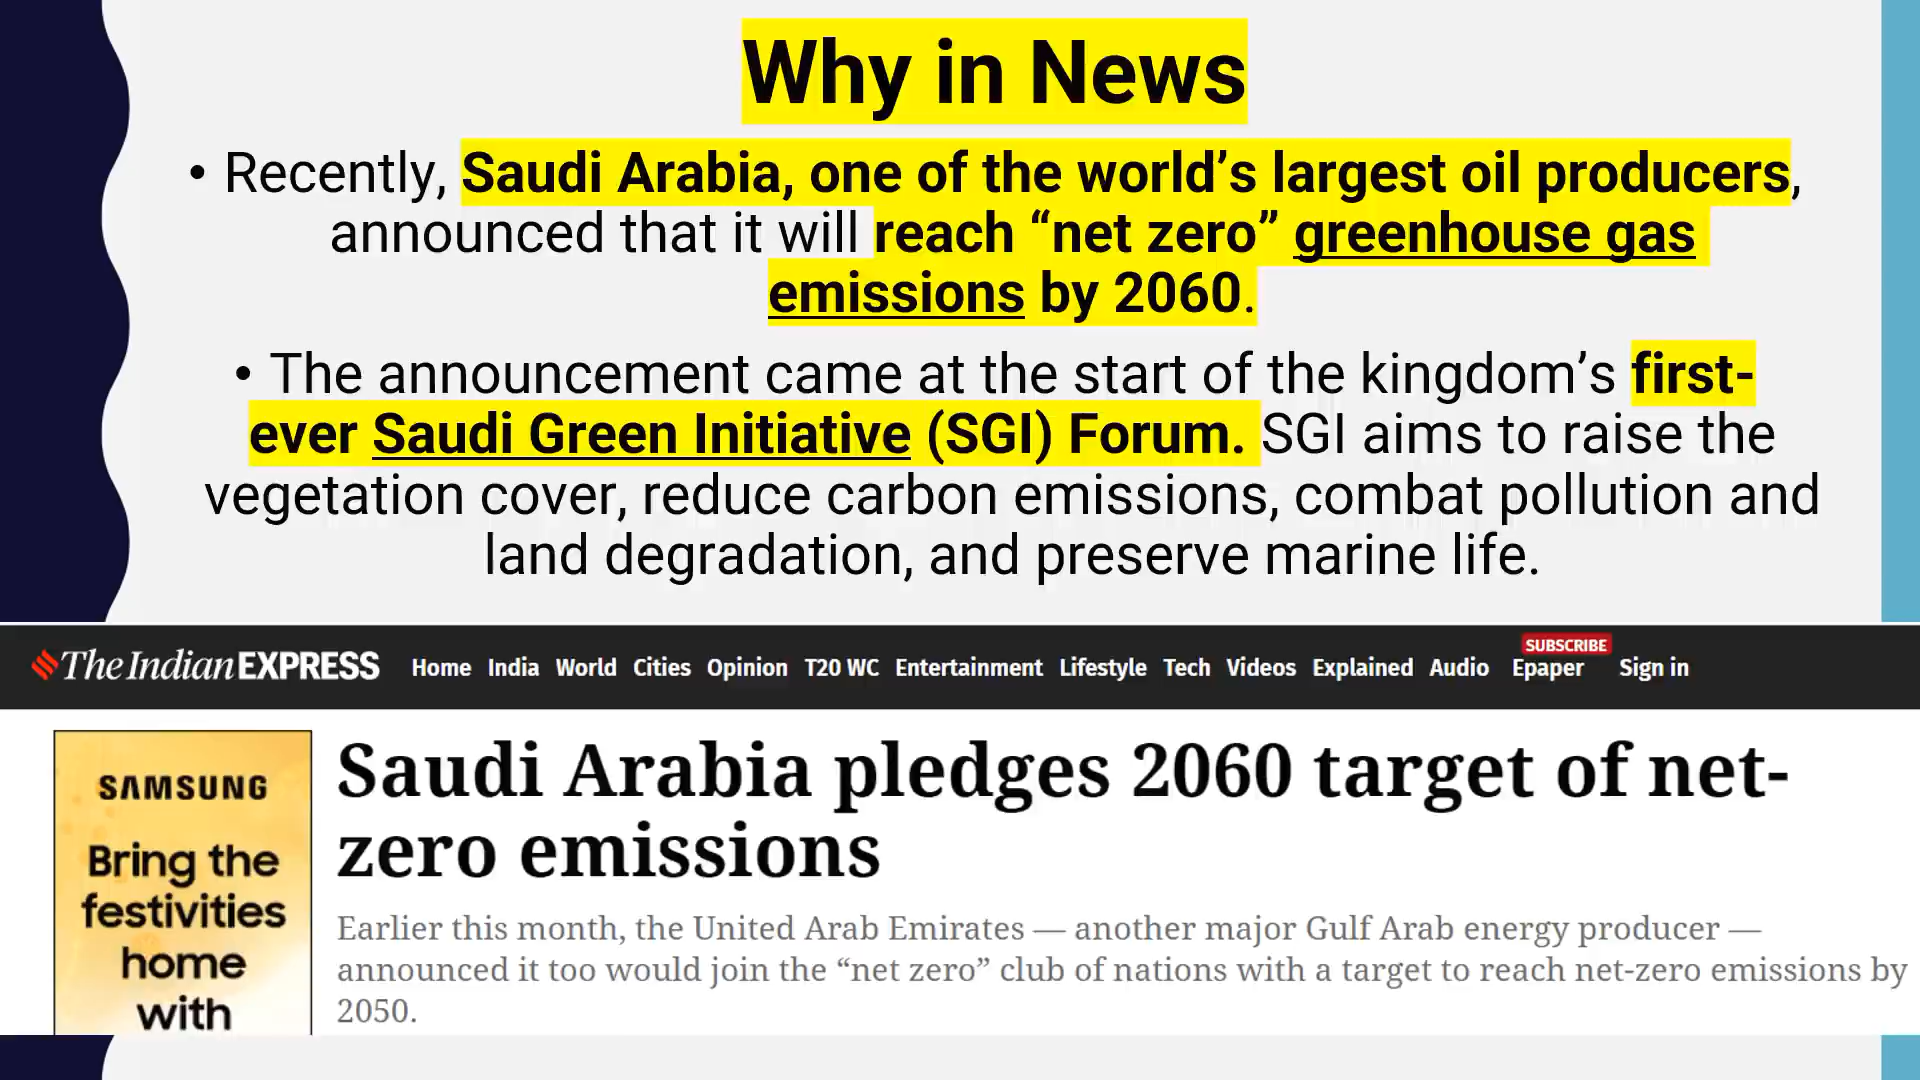 Why in News
• Recently, Saudi Arabia, one of the world’s largest oil producers,
announced that it will reach “net zero” greenhouse gas
emissions by 2060.
• The announcement came at the start of the kingdom’s first-
ever Saudi Green Initiative (SGI) Forum. SGI aims to raise the
vegetation cover, reduce carbon emissions, combat pollution and
land degradation, and preserve marine life.
The Indian EXPRESS Home India World Cities Opinion T20 WC Entertainment Lifestyle Tech Videos Explained Audio Epaper SUBSCRIBE Sign in
SAMSUNG
Bring the
festivities
home
with
Saudi Arabia pledges 2060 target of net-
zero emissions
Earlier this month, the United Arab Emirates — another major Gulf Arab energy producer —
announced it too would join the “net zero” club of nations with a target to reach net-zero emissions by
2050.